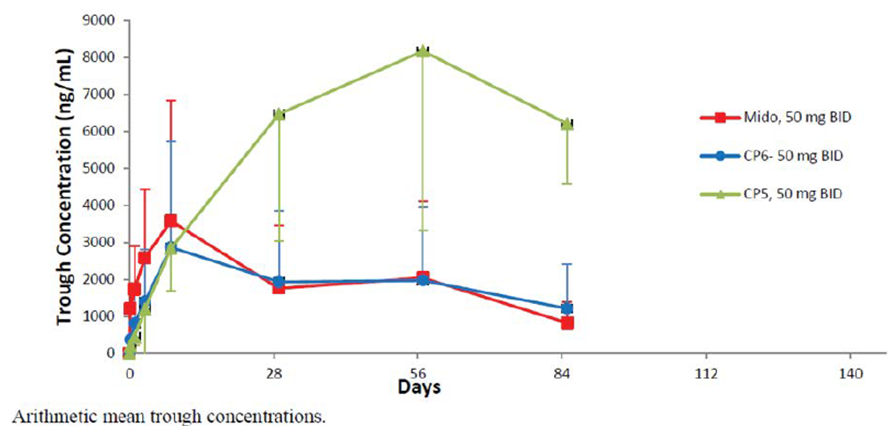 9000
8000
7000
6000
5000
4000
3000
2000
1000
0
Trough Concentration (ng/mL)
0 28 56 84 112 140
Days
Mido, 50 mg BID
CP6- 50 mg BID
CP5, 50 mg BID
Arithmetic mean trough concentrations.